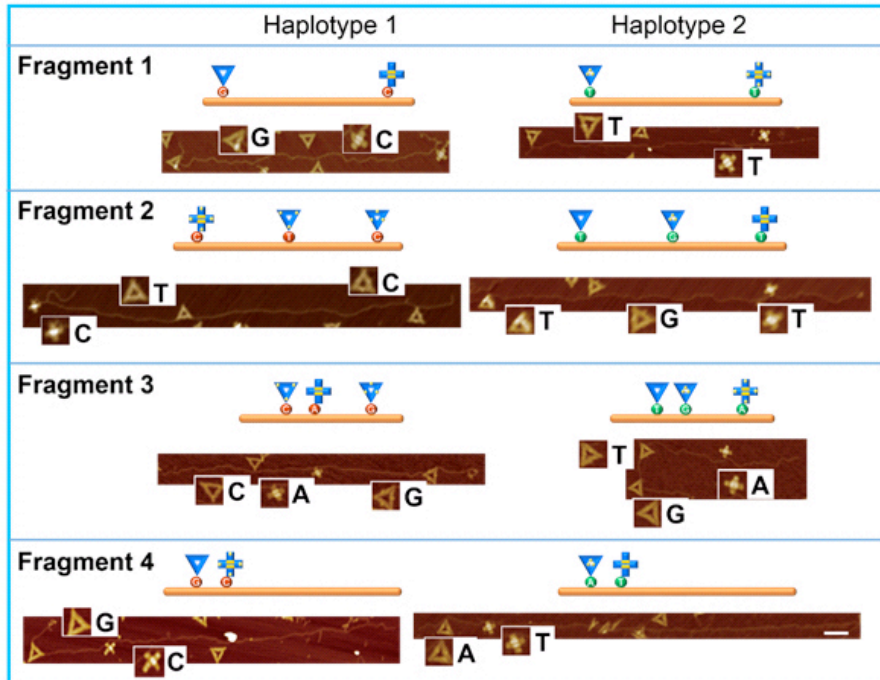 Haplotype 1 Haplotype 2
Fragment 1
G C T T
G C T T
Fragment 2
C T C T G T
T C
C T G T
Fragment 3
C A G T G A
T
C A G A
G
Fragment 4
G C A T
G
C A T